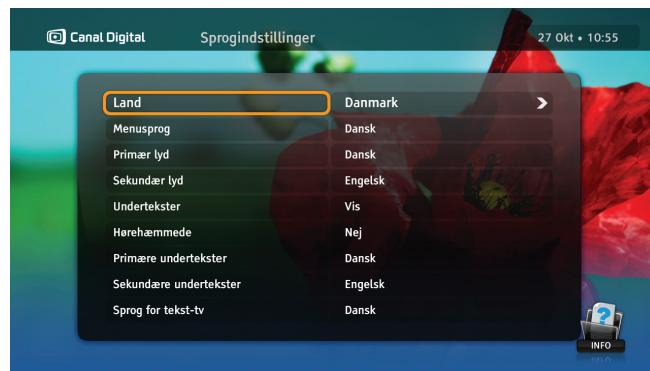 Canal Digital Sprogindstillinger 27 Okt • 10:55
Land Danmark
Menusprog Dansk
Primær lyd Dansk
Sekundær lyd Engelsk
Undertekster Vis
Hørehæmmede Nej
Primære undertekster Dansk
Sekundære undertekster Engelsk
Sprog for tekst-tv Dansk
?
INFO